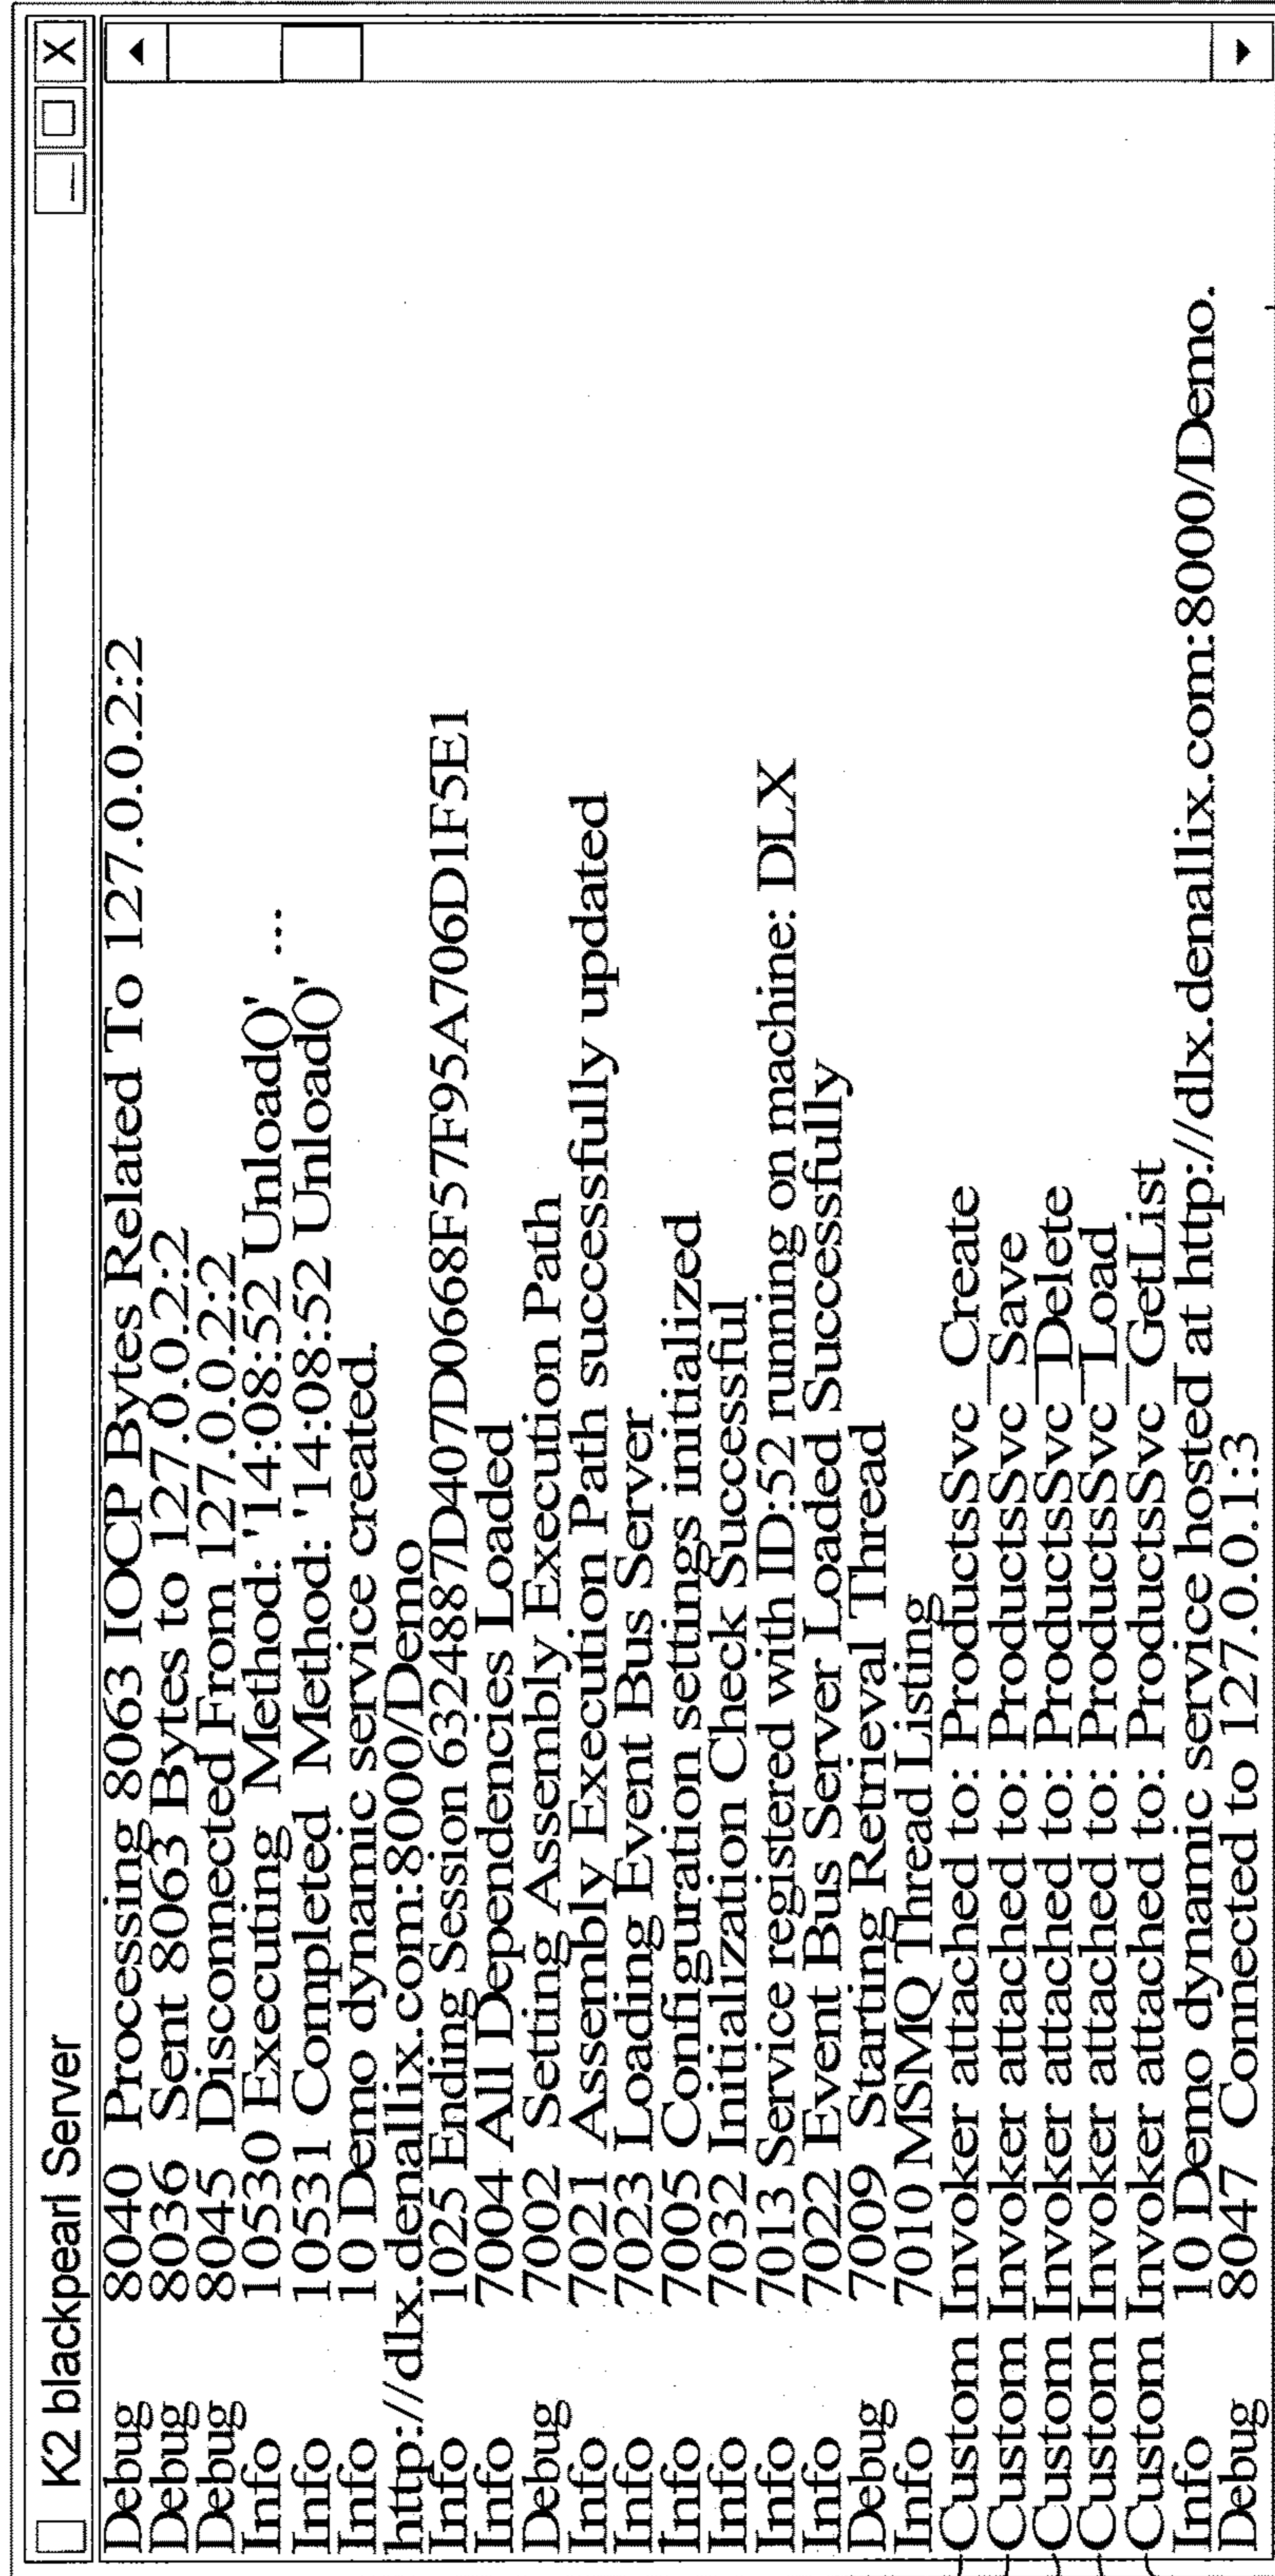 K2 blackpearl Server
Debug 8040 Processing 8063 IOCP Bytes Related To 127.0.0.2:2
Debug 8036 Sent 8063 Bytes to 127.0.0.2:2
Debug 8045 Disconnected From 127.0.0.2:2
Info 10530 Executing Method: '14:08:52 Unload()' ...
Info 10531 Completed Method: '14:08:52 Unload()'
Info 10 Demo dynamic service created.
http://dlx.denallix.com:8000/Demo
Info 1025 Ending Session 6324887D407D0668F57F95A706D1F5E1
Info 7004 All Dependencies Loaded
Debug 7002 Setting Assembly Execution Path
Info 7021 Assembly Execution Path successfully updated
Info 7023 Loading Event Bus Server
Info 7005 Configuration settings initialized
Info 7032 Initialization Check Successful
Info 7013 Service registered with ID:52 running on machine: DLX
Info 7022 Event Bus Server Loaded Successfully
Debug 7009 Starting Retrieval Thread
Info 7010 MSMQ Thread Listing
Custom Invoker attached to: ProductsSvc_Create
Custom Invoker attached to: ProductsSvc_Save
Custom Invoker attached to: ProductsSvc_Delete
Custom Invoker attached to: ProductsSvc_Load
Custom Invoker attached to: ProductsSvc_GetList
Info 10 Demo dynamic service hosted at http://dlx.denallix.com:8000/Demo.
Debug 8047 Connected to 127.0.0.1:3